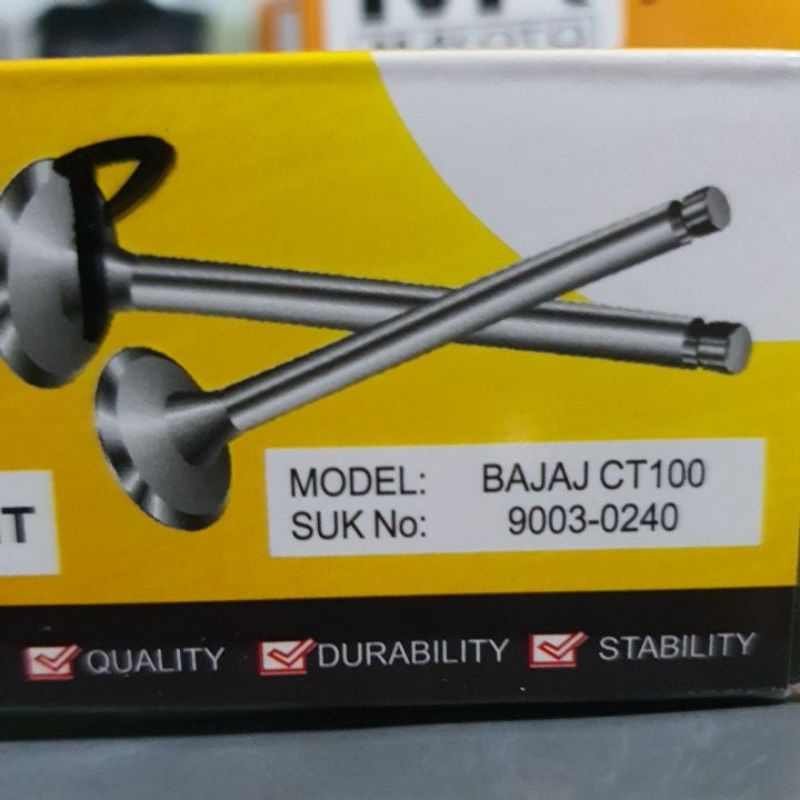 MODEL: BAJAJ CT100
SUK No: 9003-0240
QUALITY DURABILITY STABILITY